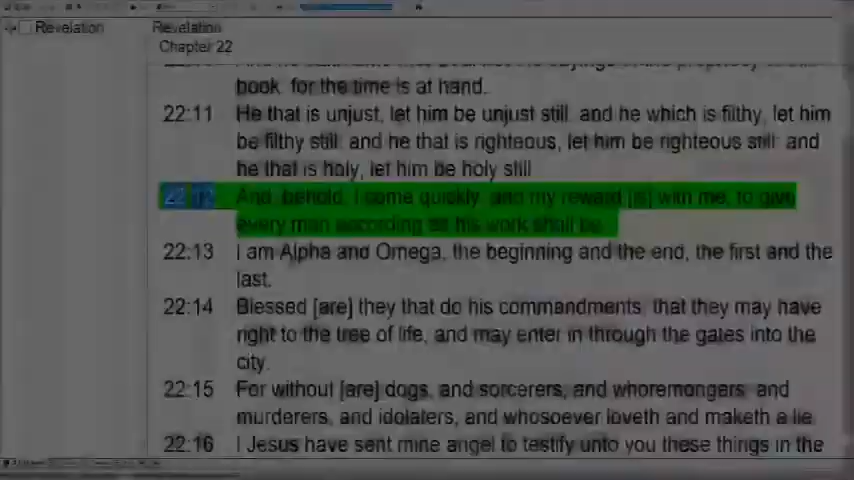 Revelation
Revelation
Chapter 22
book for the time is at hand.
22:11 He that is unjust, let him be unjust still and he which is filthy, let him
be filthy still and he that is righteous, let him be righteous still and
he that is holy, let him be holy still
22:12 And, behold, I come quickly, and my reward [is] with me, to give
every man according as his work shall be.
22:13 I am Alpha and Omega, the beginning and the end, the first and the
last.
22:14 Blessed [are] they that do his commandments, that they may have
right to the tree of life, and may enter in through the gates into the
city.
22:15 For without [are] dogs, and sorcerers, and whoremongers, and
murderers, and idolaters, and whosoever loveth and maketh a lie
22:16 I Jesus have sent mine angel to testify unto you these things in the